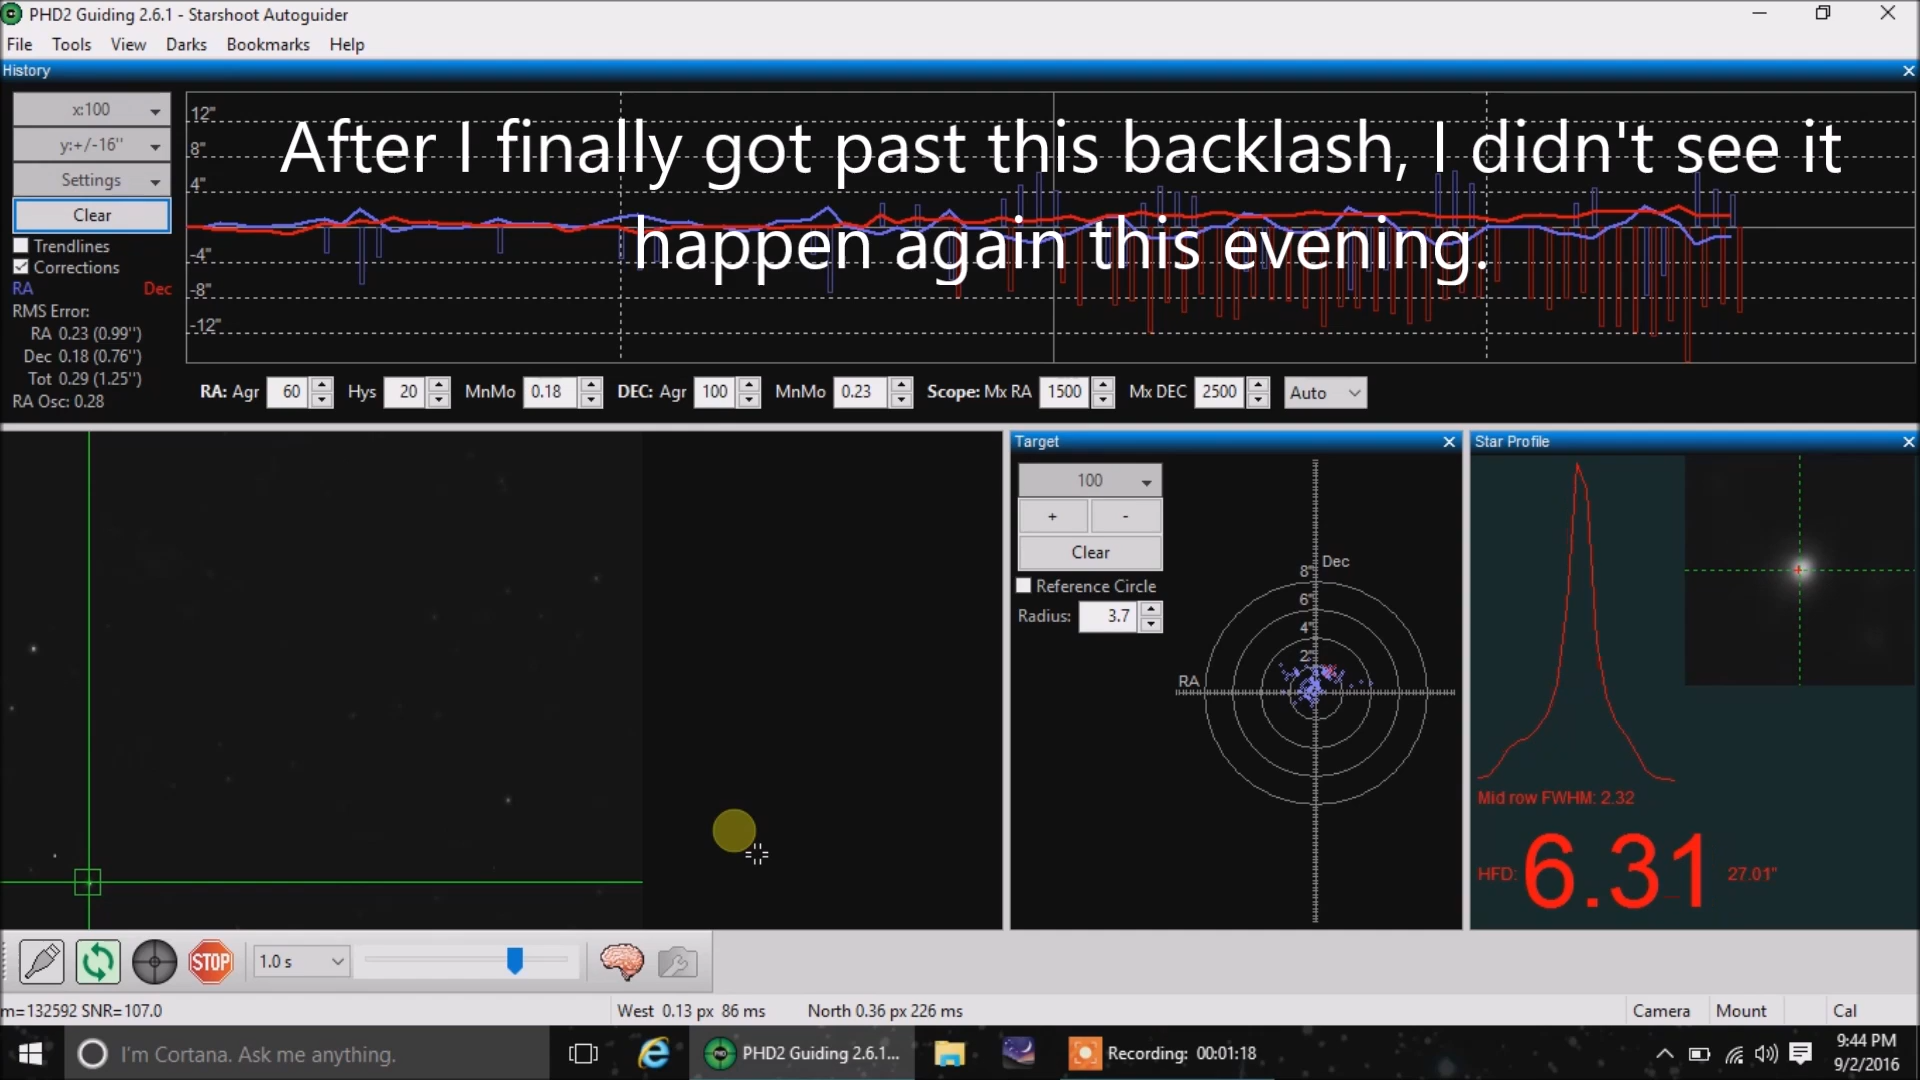 PHD2 Guiding 2.6.1 - Starshoot Autoguider
File Tools View Darks Bookmarks Help
History
x:100
y:+/-16"
Settings
Clear
Trendlines
Corrections
RA Dec
RMS Error:
RA 0.23 (0.99")
Dec 0.18 (0.76")
Tot 0.29 (1.25")
RA Osc: 0.28
12"
8"
4"
-4"
-8"
-12"
After I finally got past this backlash, I didn't see it
happen again this evening.
RA: Agr 60 Hys 20 MnMo 0.18 DEC: Agr 100 MnMo 0.23 Scope: Mx RA 1500 Mx DEC 2500 Auto
Target
100
+ -
Clear
Reference Circle
Radius: 3.7
Dec
8"
6"
4"
2"
RA
Star Profile
Mid row FWHM: 2.32
HFD: 6.31 27.01"
STOP
1.0 s
m=132592 SNR=107.0 West 0.13 px 86 ms North 0.36 px 226 ms Camera Mount Cal
I'm Cortana. Ask me anything.
PHD2 Guiding 2.6.1...
Recording: 00:01:18
9:44 PM
9/2/2016